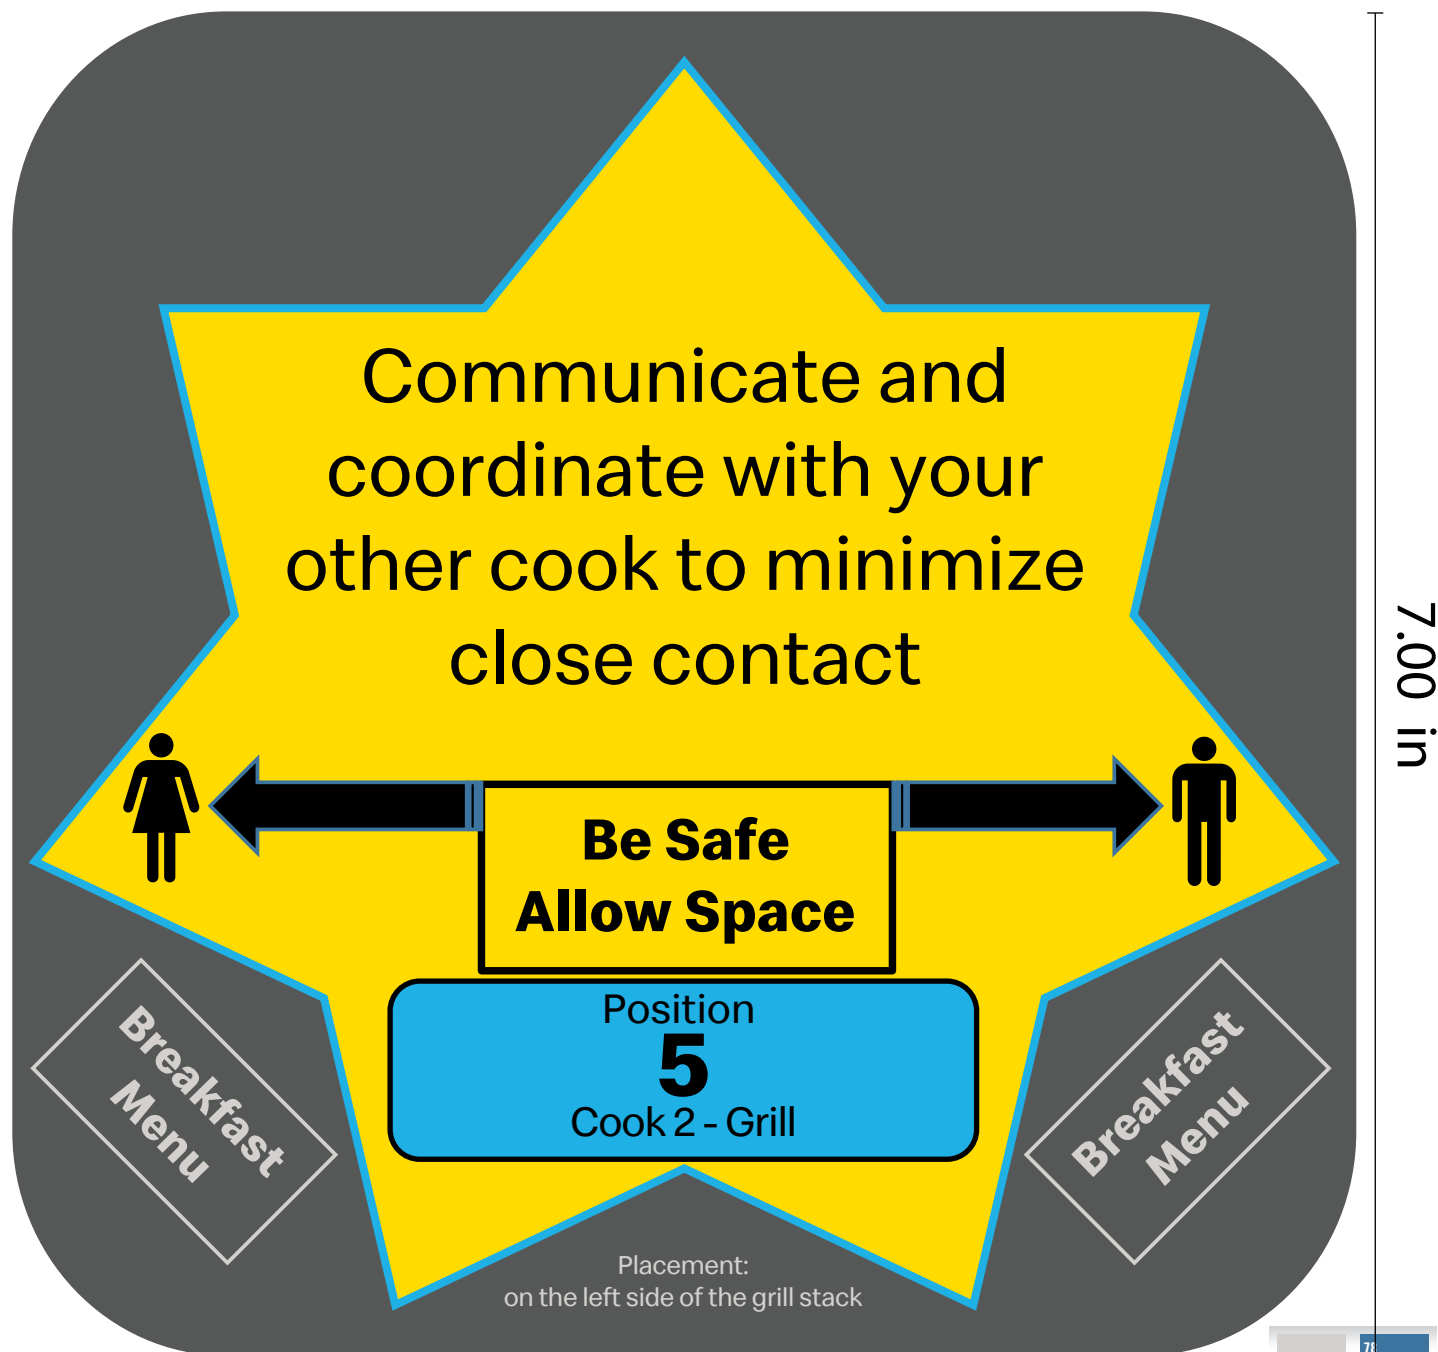 Communicate and
coordinate with your
other cook to minimize
close contact
Be Safe
Allow Space
Position
5
Cook 2 - Grill
Breakfast
Menu
Breakfast
Menu
Placement:
on the left side of the grill stack
7.00 in